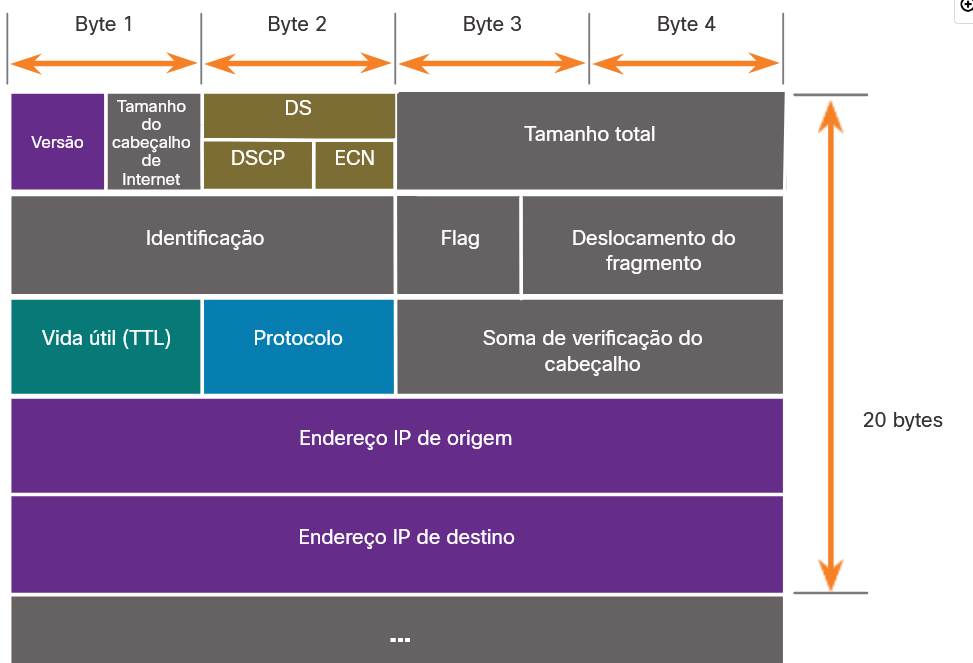 Byte 1
Byte 2
Byte 3
Byte 4
Versão
Tamanho
do
cabeçalho
de
Internet
DS
DSCP
ECN
Tamanho total
Identificação
Flag
Deslocamento do
fragmento
Vida útil (TTL)
Protocolo
Soma de verificação do
cabeçalho
Endereço IP de origem
Endereço IP de destino
20 bytes
...